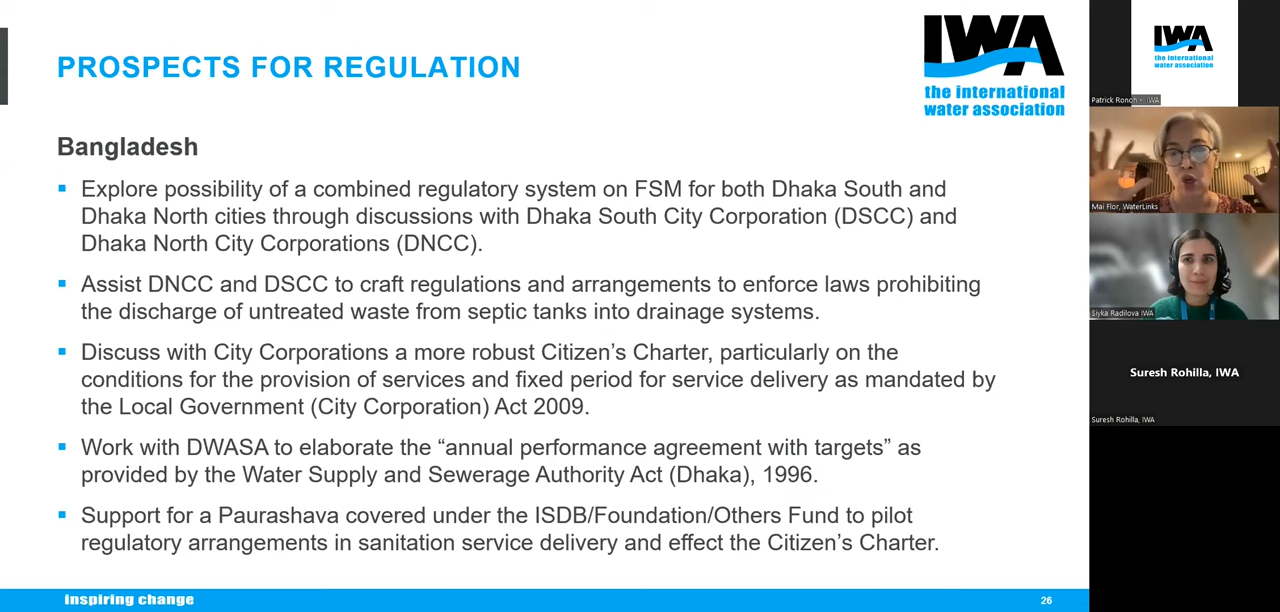 PROSPECTS FOR REGULATION
IWA
the international
water association
Bangladesh
▪ Explore possibility of a combined regulatory system on FSM for both Dhaka South and
Dhaka North cities through discussions with Dhaka South City Corporation (DSCC) and
Dhaka North City Corporations (DNCC).
▪ Assist DNCC and DSCC to craft regulations and arrangements to enforce laws prohibiting
the discharge of untreated waste from septic tanks into drainage systems.
▪ Discuss with City Corporations a more robust Citizen’s Charter, particularly on the
conditions for the provision of services and fixed period for service delivery as mandated by
the Local Government (City Corporation) Act 2009.
▪ Work with DWASA to elaborate the “annual performance agreement with targets” as
provided by the Water Supply and Sewerage Authority Act (Dhaka), 1996.
▪ Support for a Paurashava covered under the ISDB/Foundation/Others Fund to pilot
regulatory arrangements in sanitation service delivery and effect the Citizen’s Charter.
inspiring change
26
IWA
the international
water association
Patrick Ronoh - IWA
Mai Flor, WaterLinks
Siyka Radilova IWA
Suresh Rohilla, IWA
Suresh Rohilla, IWA